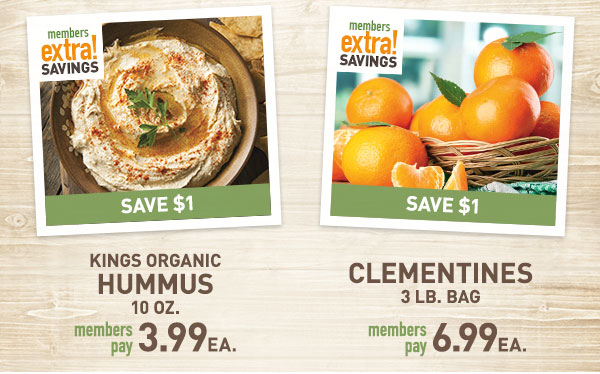 members
extra!
SAVINGS
SAVE $1
KINGS ORGANIC
HUMMUS
10 OZ.
members
pay 3.99EA.
members
extra!
SAVINGS
SAVE $1
CLEMENTINES
3 LB. BAG
members
pay 6.99EA.